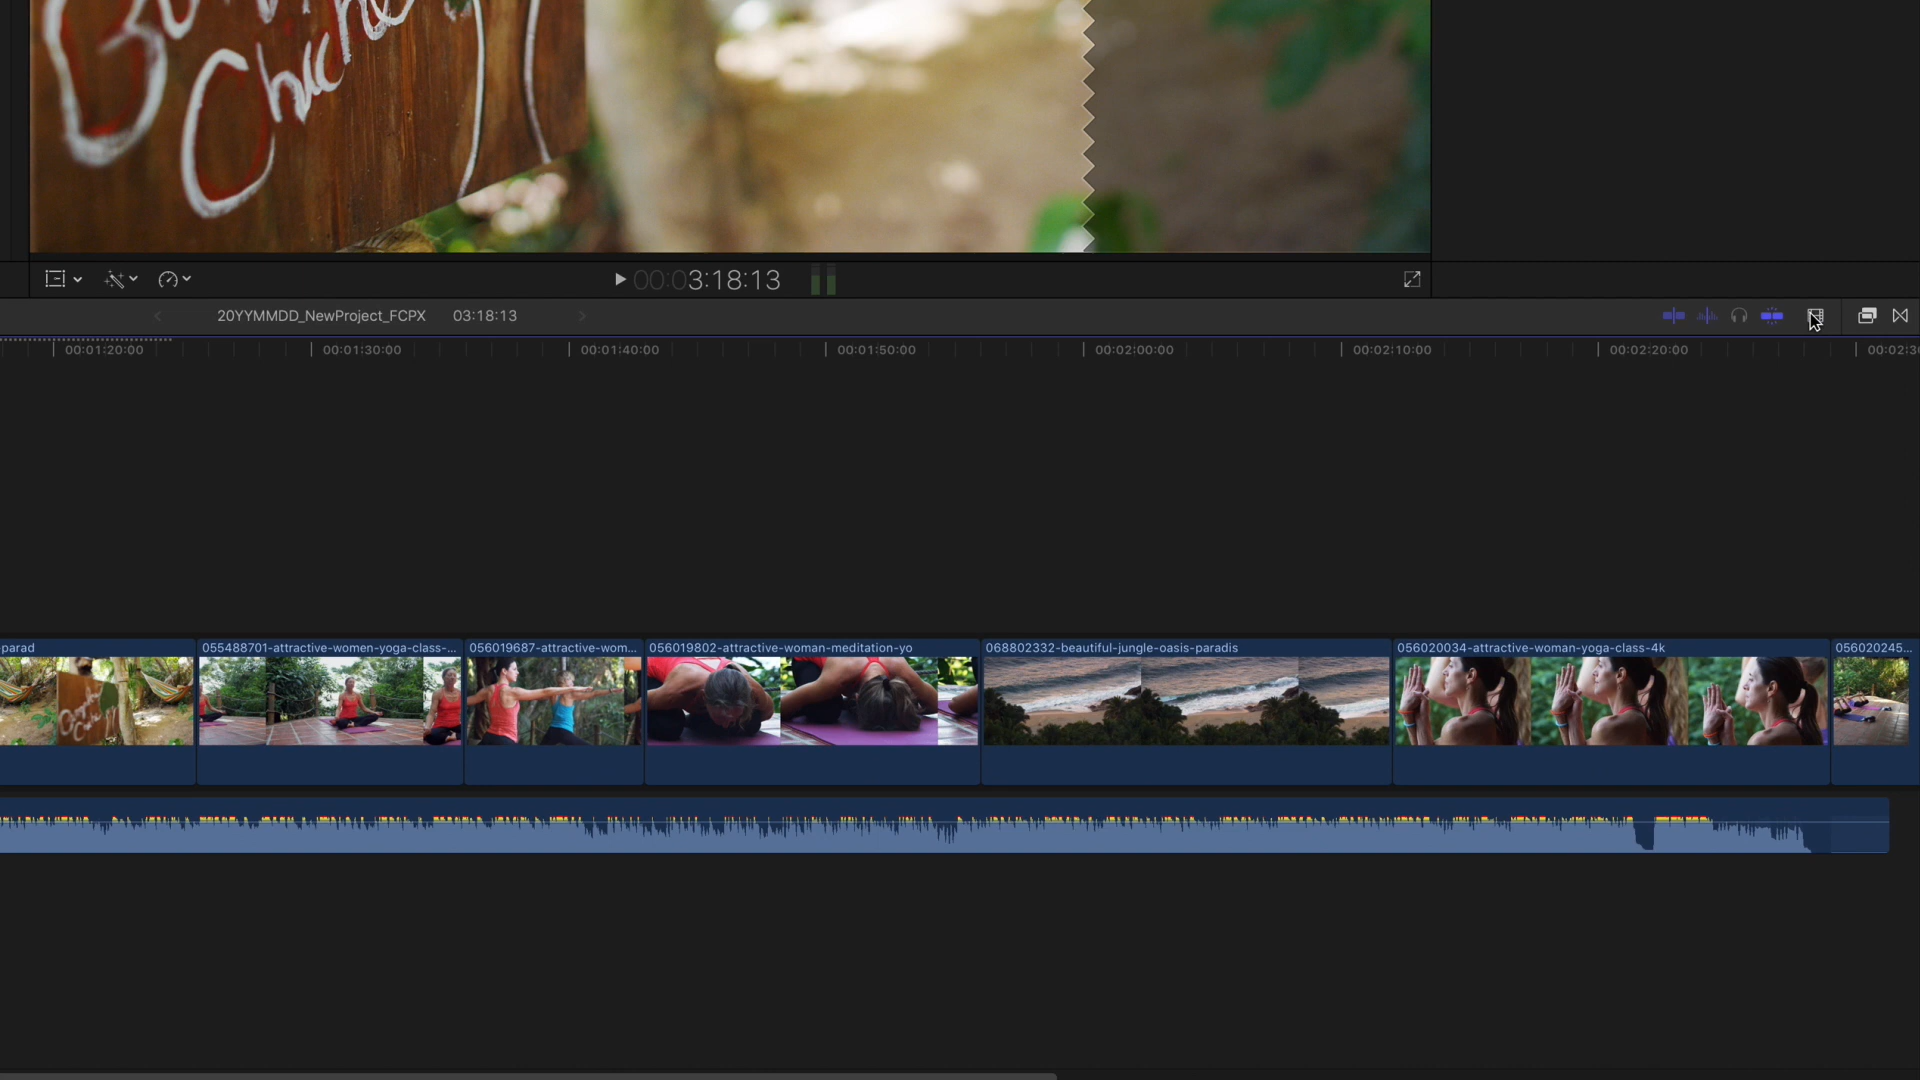 Chic
00:03:18:13
20YYMMDD_NewProject_FCPX 03:18:13
00:01:20:00 00:01:30:00 00:01:40:00 00:01:50:00 00:02:00:00 00:02:10:00 00:02:20:00 00:02:3
-parad 055488701-attractive-women-yoga-class-... 056019687-attractive-wom... 056019802-attractive-woman-meditation-yo 068802332-beautiful-jungle-oasis-paradis 056020034-attractive-woman-yoga-class-4k 056020245...